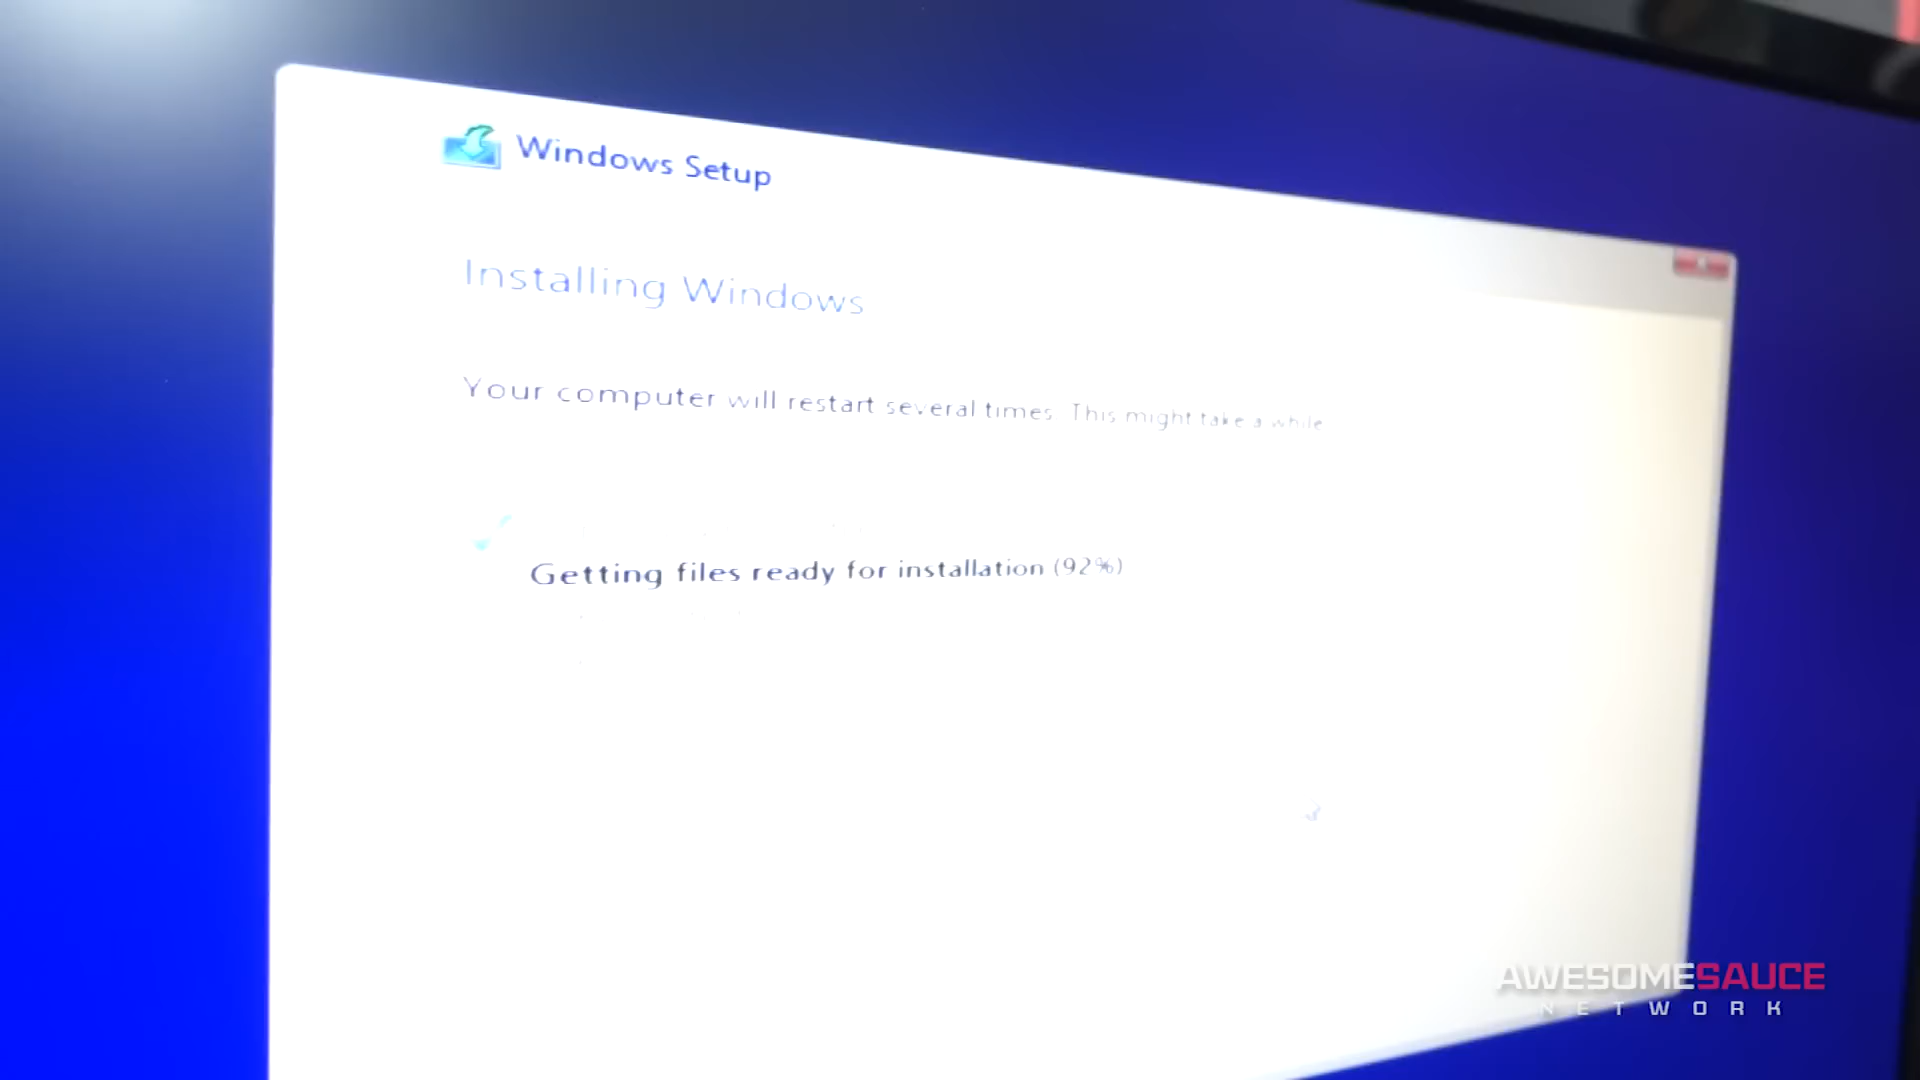 Windows Setup
Installing Windows
Your computer will restart several times. This might take a while
Getting files ready for installation (92%)
AWESOMESAUCE
NETWORK